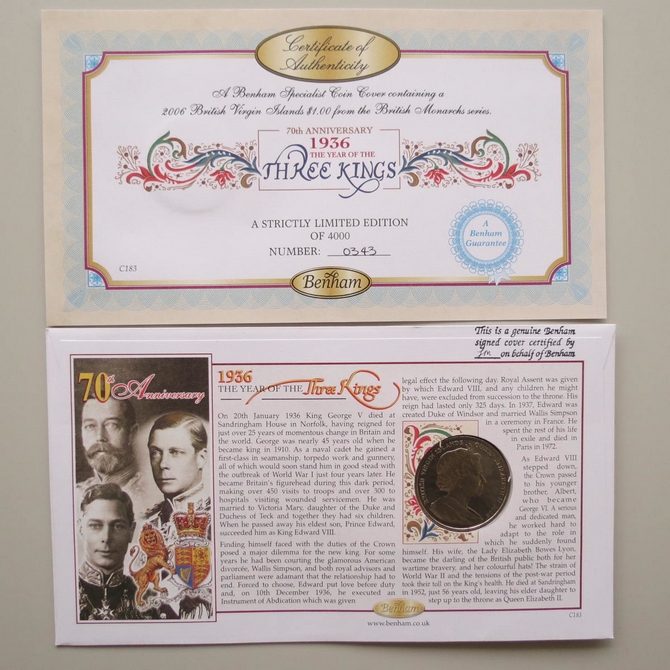 Certificate of
Authenticity
A Benham Specialist Coin Cover containing a
2006 British Virgin Islands $1.00 from the British Monarchs series.
70th ANNIVERSARY
1936
THE YEAR OF THE
THREE KINGS
A STRICTLY LIMITED EDITION
OF 4000
NUMBER: 0343
A
Benham
Guarantee
C183
Benham
This is a genuine Benham
signed cover certified by
on behalf of Benham
70th Anniversary
1936
THE YEAR OF THE Three Kings
On 20th January 1936 King George V died at
Sandringham House in Norfolk, having reigned for
just over 25 years of momentous change in Britain and
the world. George was nearly 45 years old when he
became king in 1910. As a naval cadet he gained a
first-class in seamanship, torpedo work and gunnery,
all of which would stand him in good stead with
the outbreak of World War I just four years later. He
became Britain's figurehead during this dark period,
making over 450 visits to troops and over 300 to
hospitals visiting wounded servicemen. He was
married to Victoria Mary, daughter of the Duke and
Duchess of Teck and together they had six children.
When he passed away his eldest son, Prince Edward,
succeeded him as King Edward VIII.
Finding himself faced with the duties of the Crown
posed a major dilemma for the new king. For some
years he had been courting the glamorous American
divorcée, Wallis Simpson, and both royal advisors and
parliament were adamant that the relationship had to
end. Forced to choose, Edward put love before duty
and, on 10th December 1936, he executed an
Instrument of Abdication which was given
legal effect the following day. Royal Assent was given
by which Edward VIII, and any children he might
have, were excluded from succession to the throne. His
reign had lasted only 325 days. In 1937, Edward was
created Duke of Windsor and married Wallis Simpson
in a ceremony in France. He
spent the rest of his life
in exile and died in
Paris in 1972.
As Edward VIII
stepped down,
the Crown passed
to his younger
brother, Albert,
who became
George VI. A serious
and dedicated man,
he worked hard to
adapt to the role in
which he suddenly found
himself. His wife, the Lady Elizabeth Bowes Lyon,
became the darling of the British public both for her
wartime bravery, and her colourful hats! The strain of
World War II and the tensions of the post-war period
took their toll on the King's health. He died at Sandringham
in 1952, just 56 years old, leaving his elder daughter to
step up to the throne as Queen Elizabeth II.
Benham
www.benham.co.uk
C183